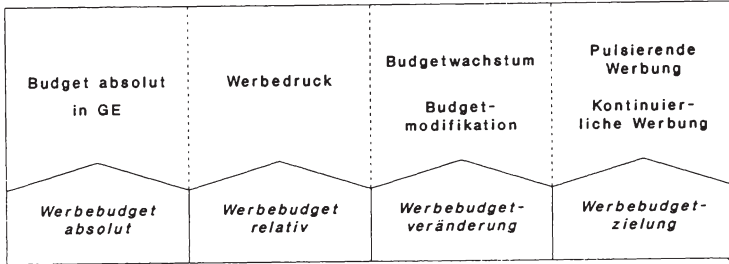 Budget absolut
in GE
Werbedruck
Budgetwachstum
Budget-
modifikation
Pulsierende
Werbung
Kontinuier-
liche Werbung
Werbebudget
absolut
Werbebudget
relativ
Werbebudget-
veränderung
Werbebudget-
zielung